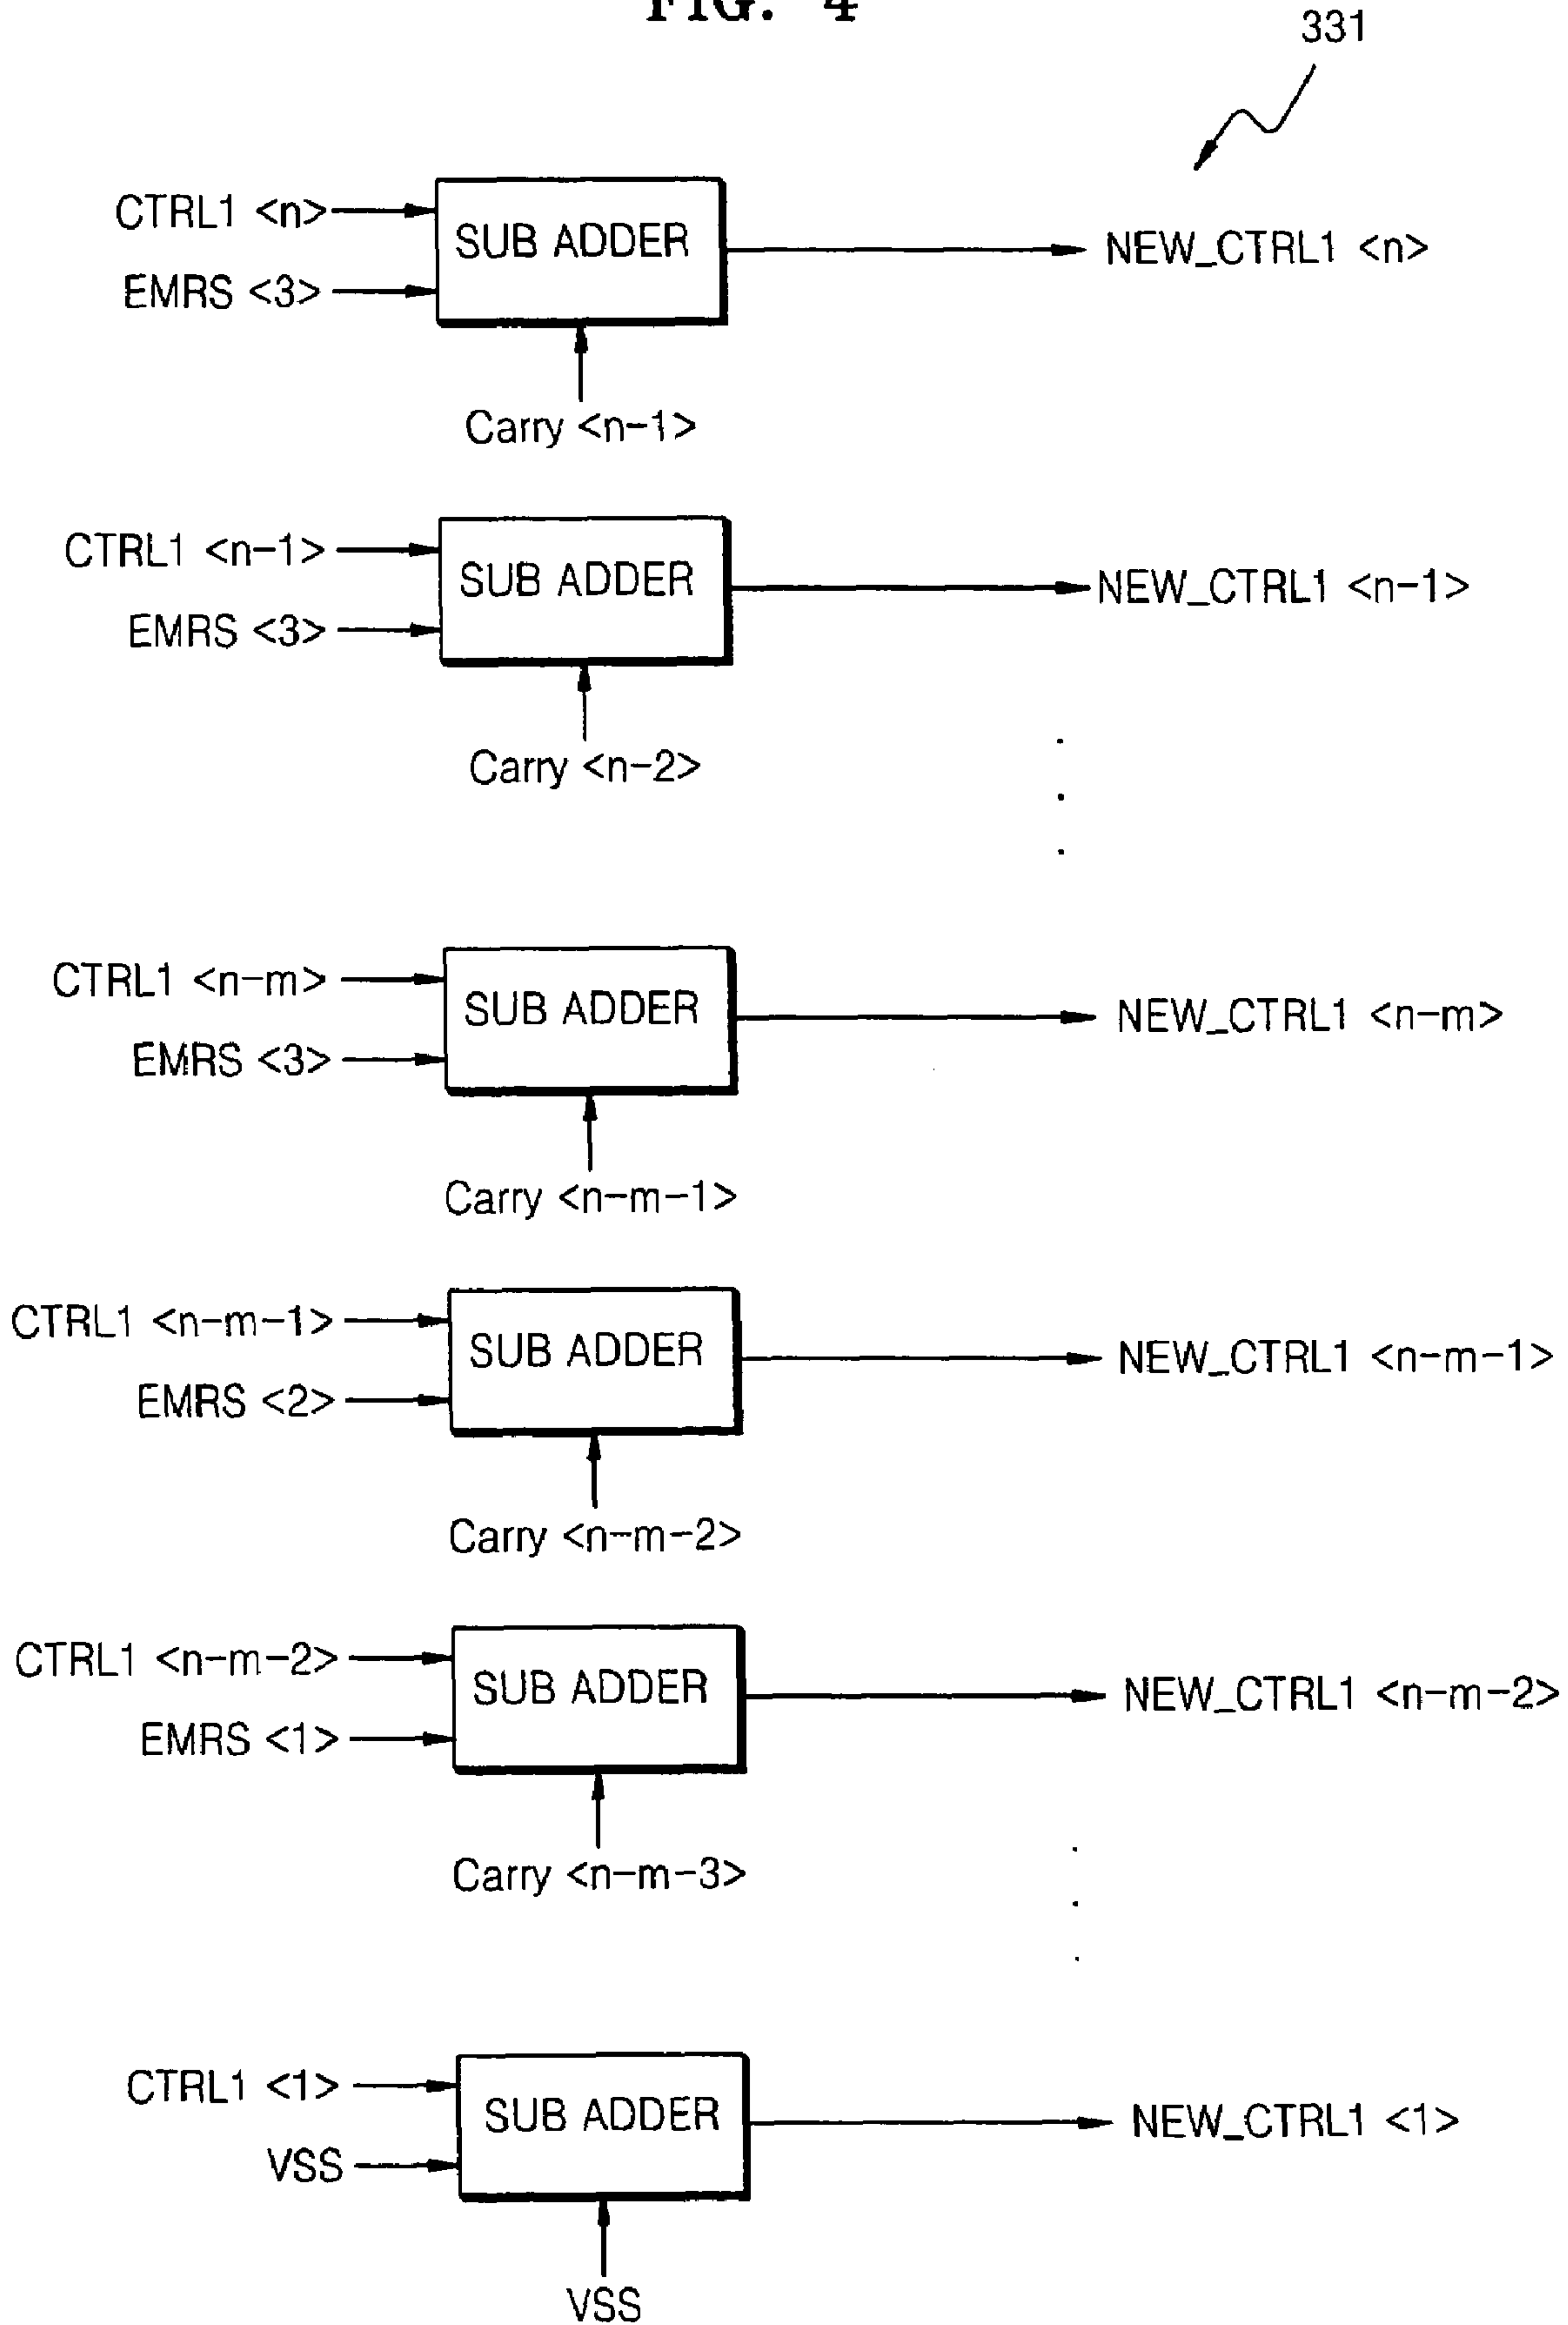 FIG. 4
331
CTRL1 <n>
SUB ADDER
NEW_CTRL1 <n>
EMRS <3>
Carry <n-1>
CTRL1 <n-1>
SUB ADDER
NEW_CTRL1 <n-1>
EMRS <3>
Carry <n-2>
CTRL1 <n-m>
SUB ADDER
NEW_CTRL1 <n-m>
EMRS <3>
Carry <n-m-1>
CTRL1 <n-m-1>
SUB ADDER
NEW_CTRL1 <n-m-1>
EMRS <2>
Carry <n-m-2>
CTRL1 <n-m-2>
SUB ADDER
NEW_CTRL1 <n-m-2>
EMRS <1>
Carry <n-m-3>
CTRL1 <1>
SUB ADDER
NEW_CTRL1 <1>
VSS
VSS